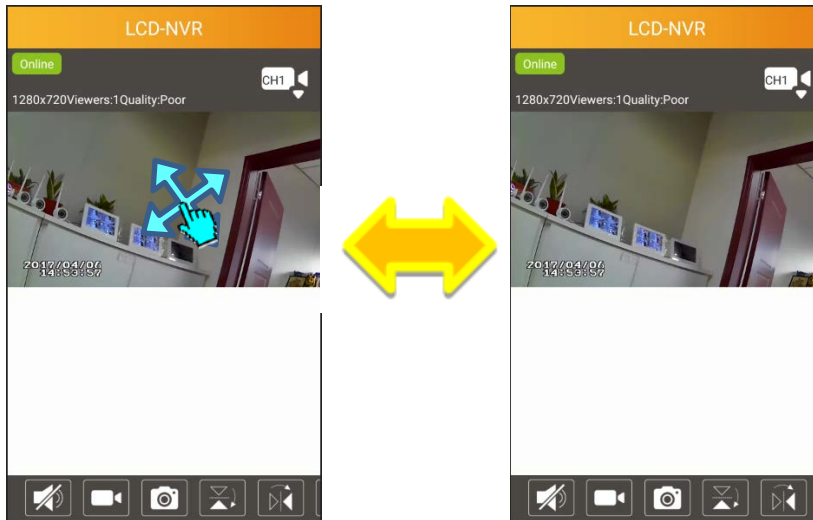 LCD-NVR
Online
CH1
1280x720Viewers:1Quality:Poor
2017/04/06
14:53:57
LCD-NVR
Online
CH1
1280x720Viewers:1Quality:Poor
2017/04/06
14:53:57